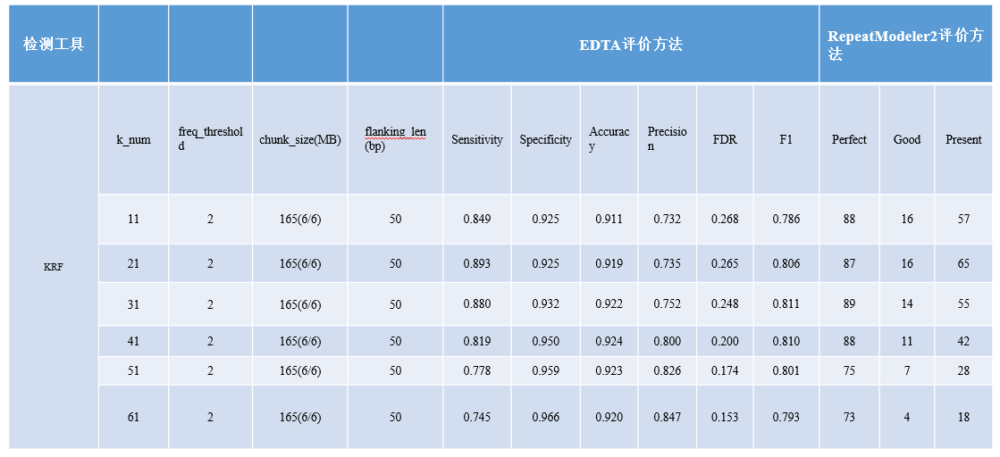 检测工具 EDTA评价方法 RepeatModeler2评价方
法
k_num freq_threshol
d chunk_size(MB) flanking_len
(bp) Sensitivity Specificity Accurac
y Precisio
n FDR F1 Perfect Good Present
11 2 165(6/6) 50 0.849 0.925 0.911 0.732 0.268 0.786 88 16 57
21 2 165(6/6) 50 0.893 0.925 0.919 0.735 0.265 0.806 87 16 65
KRF
31 2 165(6/6) 50 0.880 0.932 0.922 0.752 0.248 0.811 89 14 55
41 2 165(6/6) 50 0.819 0.950 0.924 0.800 0.200 0.810 88 11 42
51 2 165(6/6) 50 0.778 0.959 0.923 0.826 0.174 0.801 75 7 28
61 2 165(6/6) 50 0.745 0.966 0.920 0.847 0.153 0.793 73 4 18